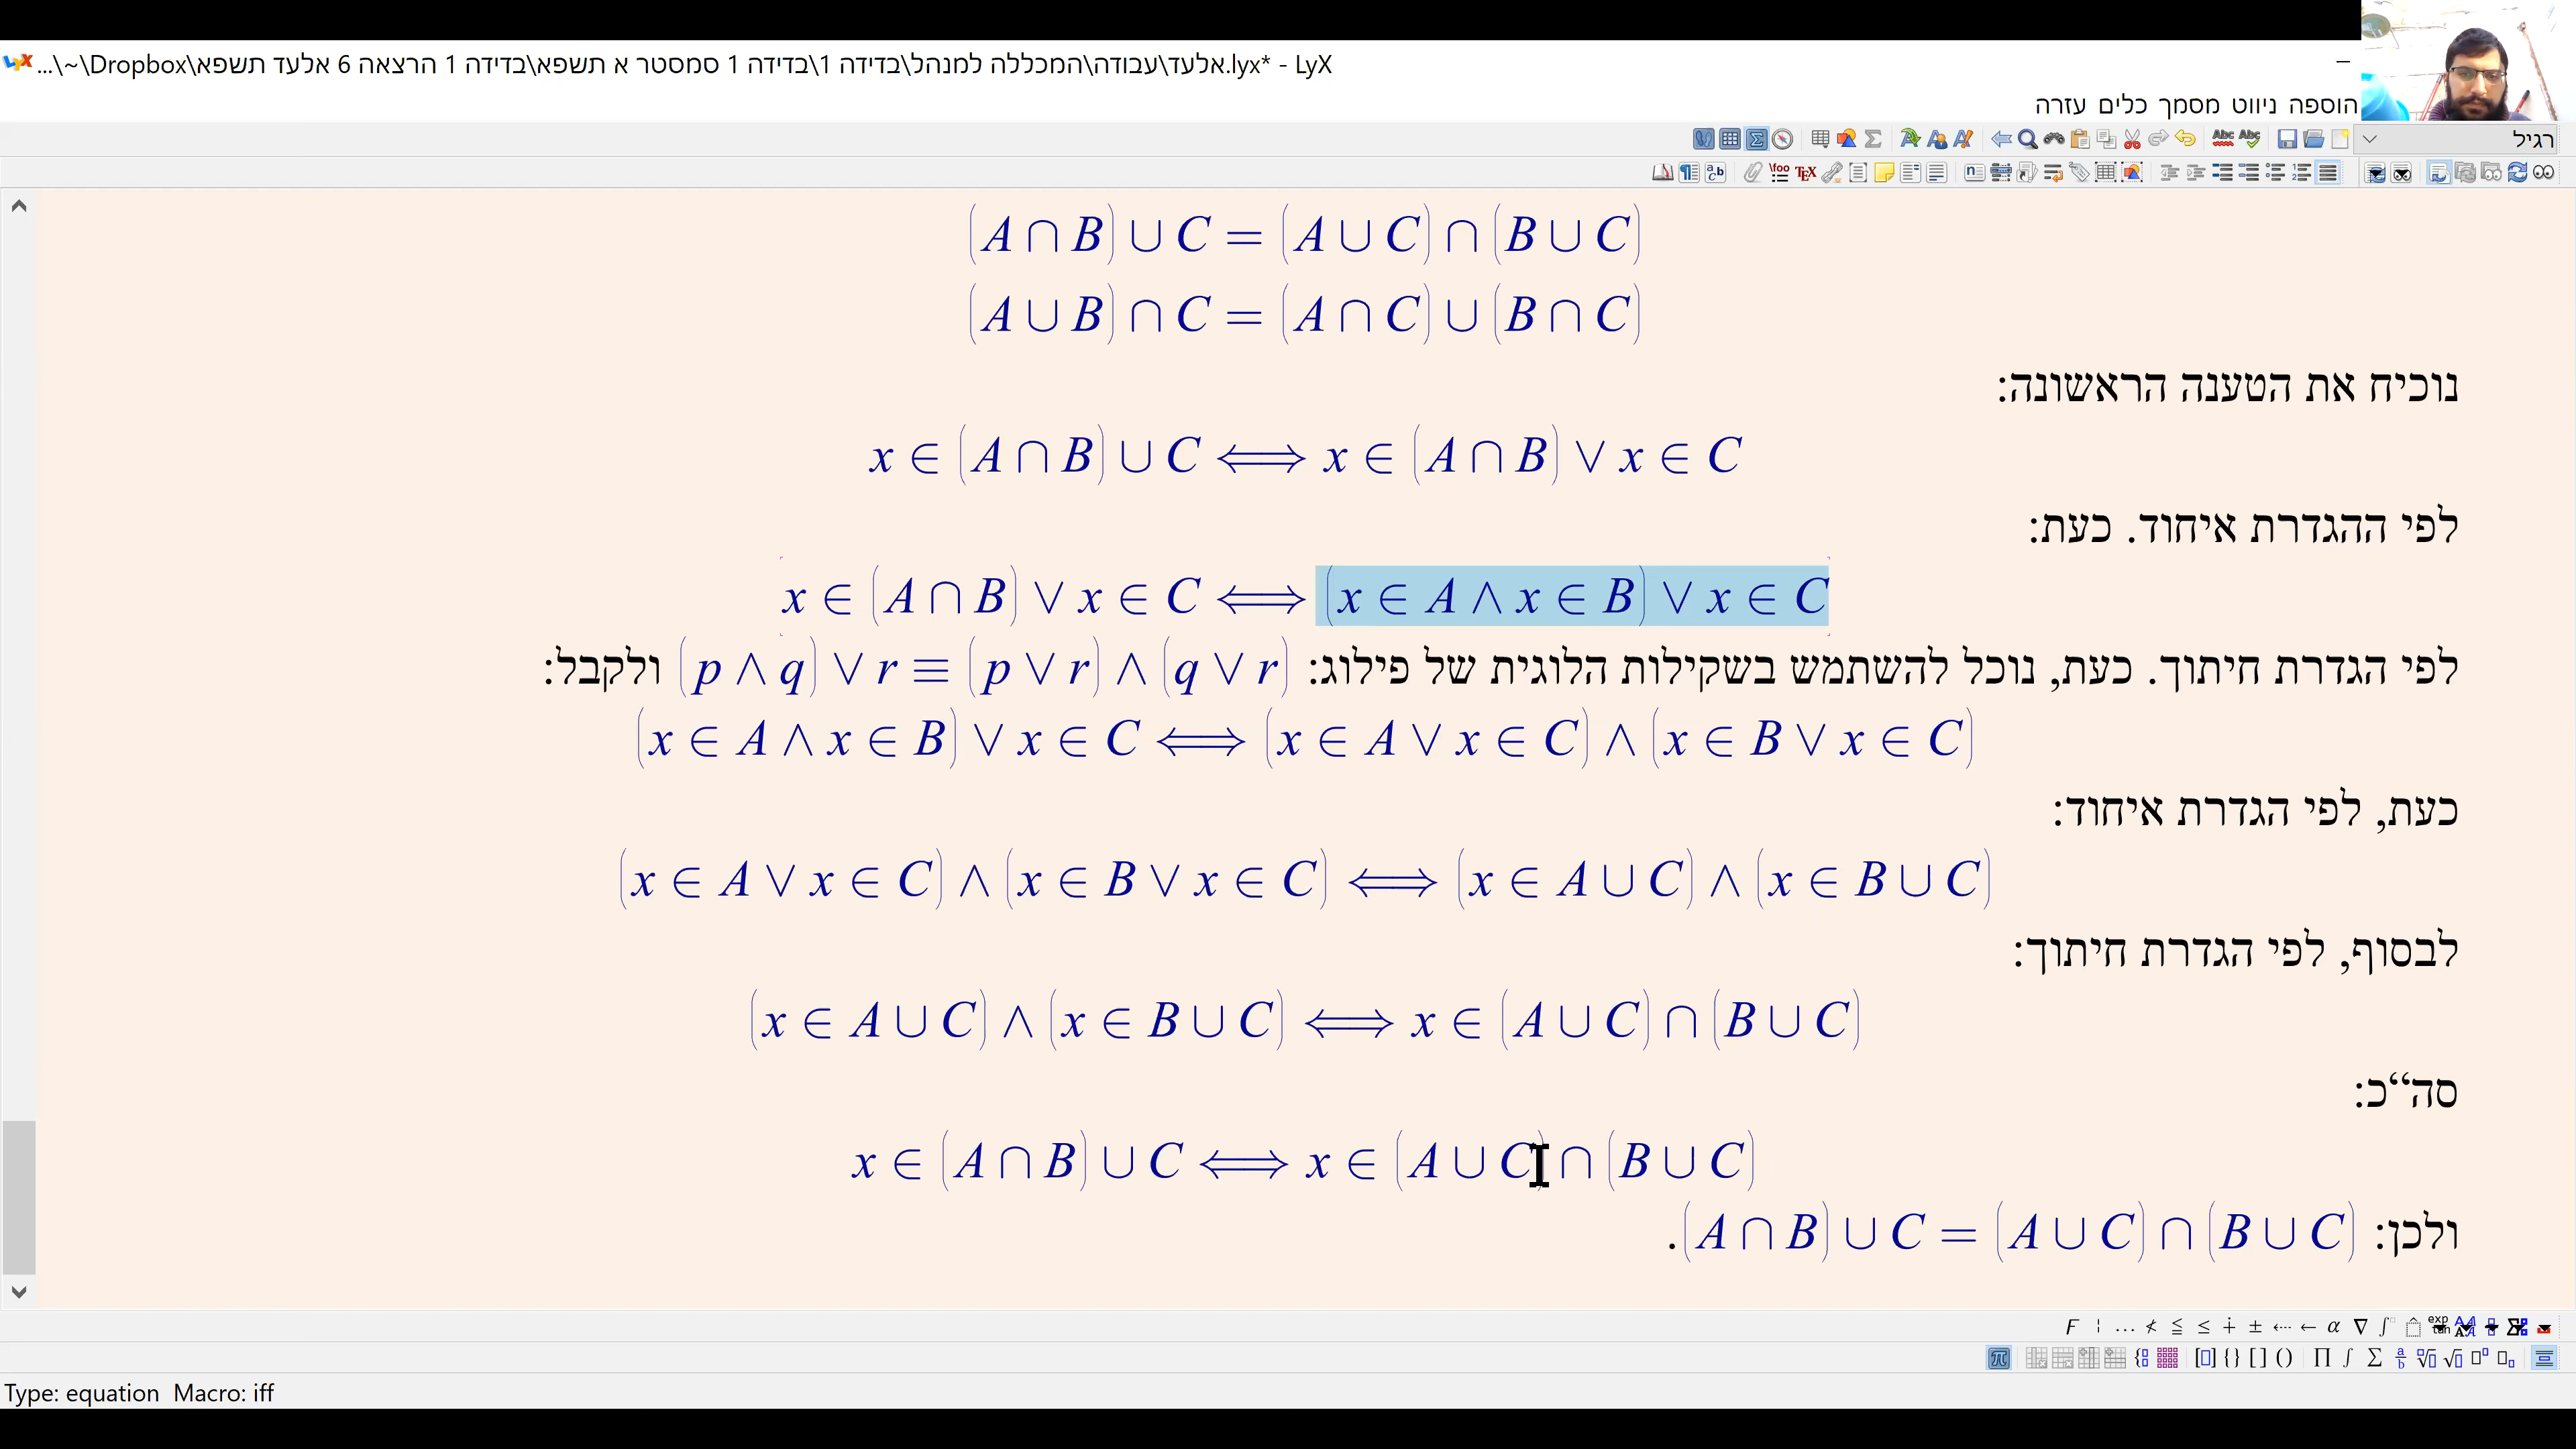 ...\~\Dropbox\אלעד\עבודה\המכללה למנהל\בדידה 1\בדידה 1 סמסטר א תשפא\בדידה 1 הרצאה 6 אלעד תשפא.lyx* - LyX
הוספה ניווט מסמך כלים עזרה
רגיל
(A ∩ B) ∪ C = (A ∪ C) ∩ (B ∪ C)
(A ∪ B) ∩ C = (A ∩ C) ∪ (B ∩ C)
נוכיח את הטענה הראשונה:
x ∈ (A ∩ B) ∪ C ⟺ x ∈ (A ∩ B) ∨ x ∈ C
לפי ההגדרת איחוד. כעת:
x ∈ (A ∩ B) ∨ x ∈ C ⟺ (x ∈ A ∧ x ∈ B) ∨ x ∈ C
לפי הגדרת חיתוך. כעת, נוכל להשתמש בשקילות הלוגית של פילוג: (p ∧ q) ∨ r ≡ (p ∨ r) ∧ (q ∨ r) ולקבל:
(x ∈ A ∧ x ∈ B) ∨ x ∈ C ⟺ (x ∈ A ∨ x ∈ C) ∧ (x ∈ B ∨ x ∈ C)
כעת, לפי הגדרת איחוד:
(x ∈ A ∨ x ∈ C) ∧ (x ∈ B ∨ x ∈ C) ⟺ (x ∈ A ∪ C) ∧ (x ∈ B ∪ C)
לבסוף, לפי הגדרת חיתוך:
(x ∈ A ∪ C) ∧ (x ∈ B ∪ C) ⟺ x ∈ (A ∪ C) ∩ (B ∪ C)
סה“כ:
x ∈ (A ∩ B) ∪ C ⟺ x ∈ (A ∪ C) ∩ (B ∪ C)
ולכן: (A ∩ B) ∪ C = (A ∪ C) ∩ (B ∪ C).
Type: equation Macro: iff